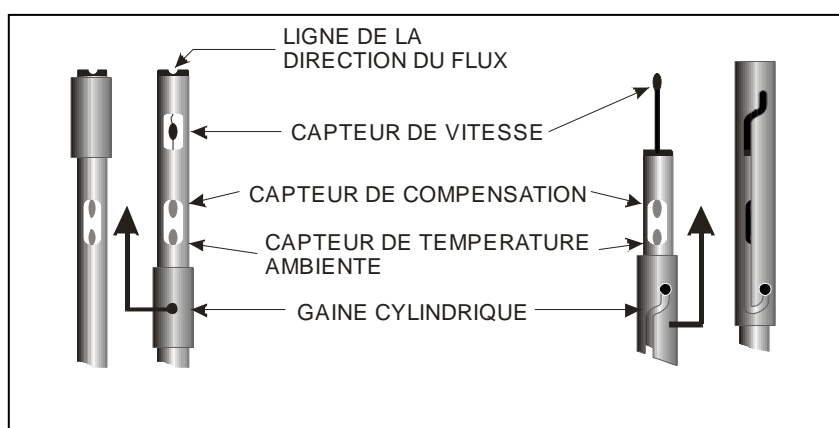 LIGNE DE LA
DIRECTION DU FLUX
CAPTEUR DE VITESSE
CAPTEUR DE COMPENSATION
CAPTEUR DE TEMPERATURE
AMBIENTE
GAINE CYLINDRIQUE